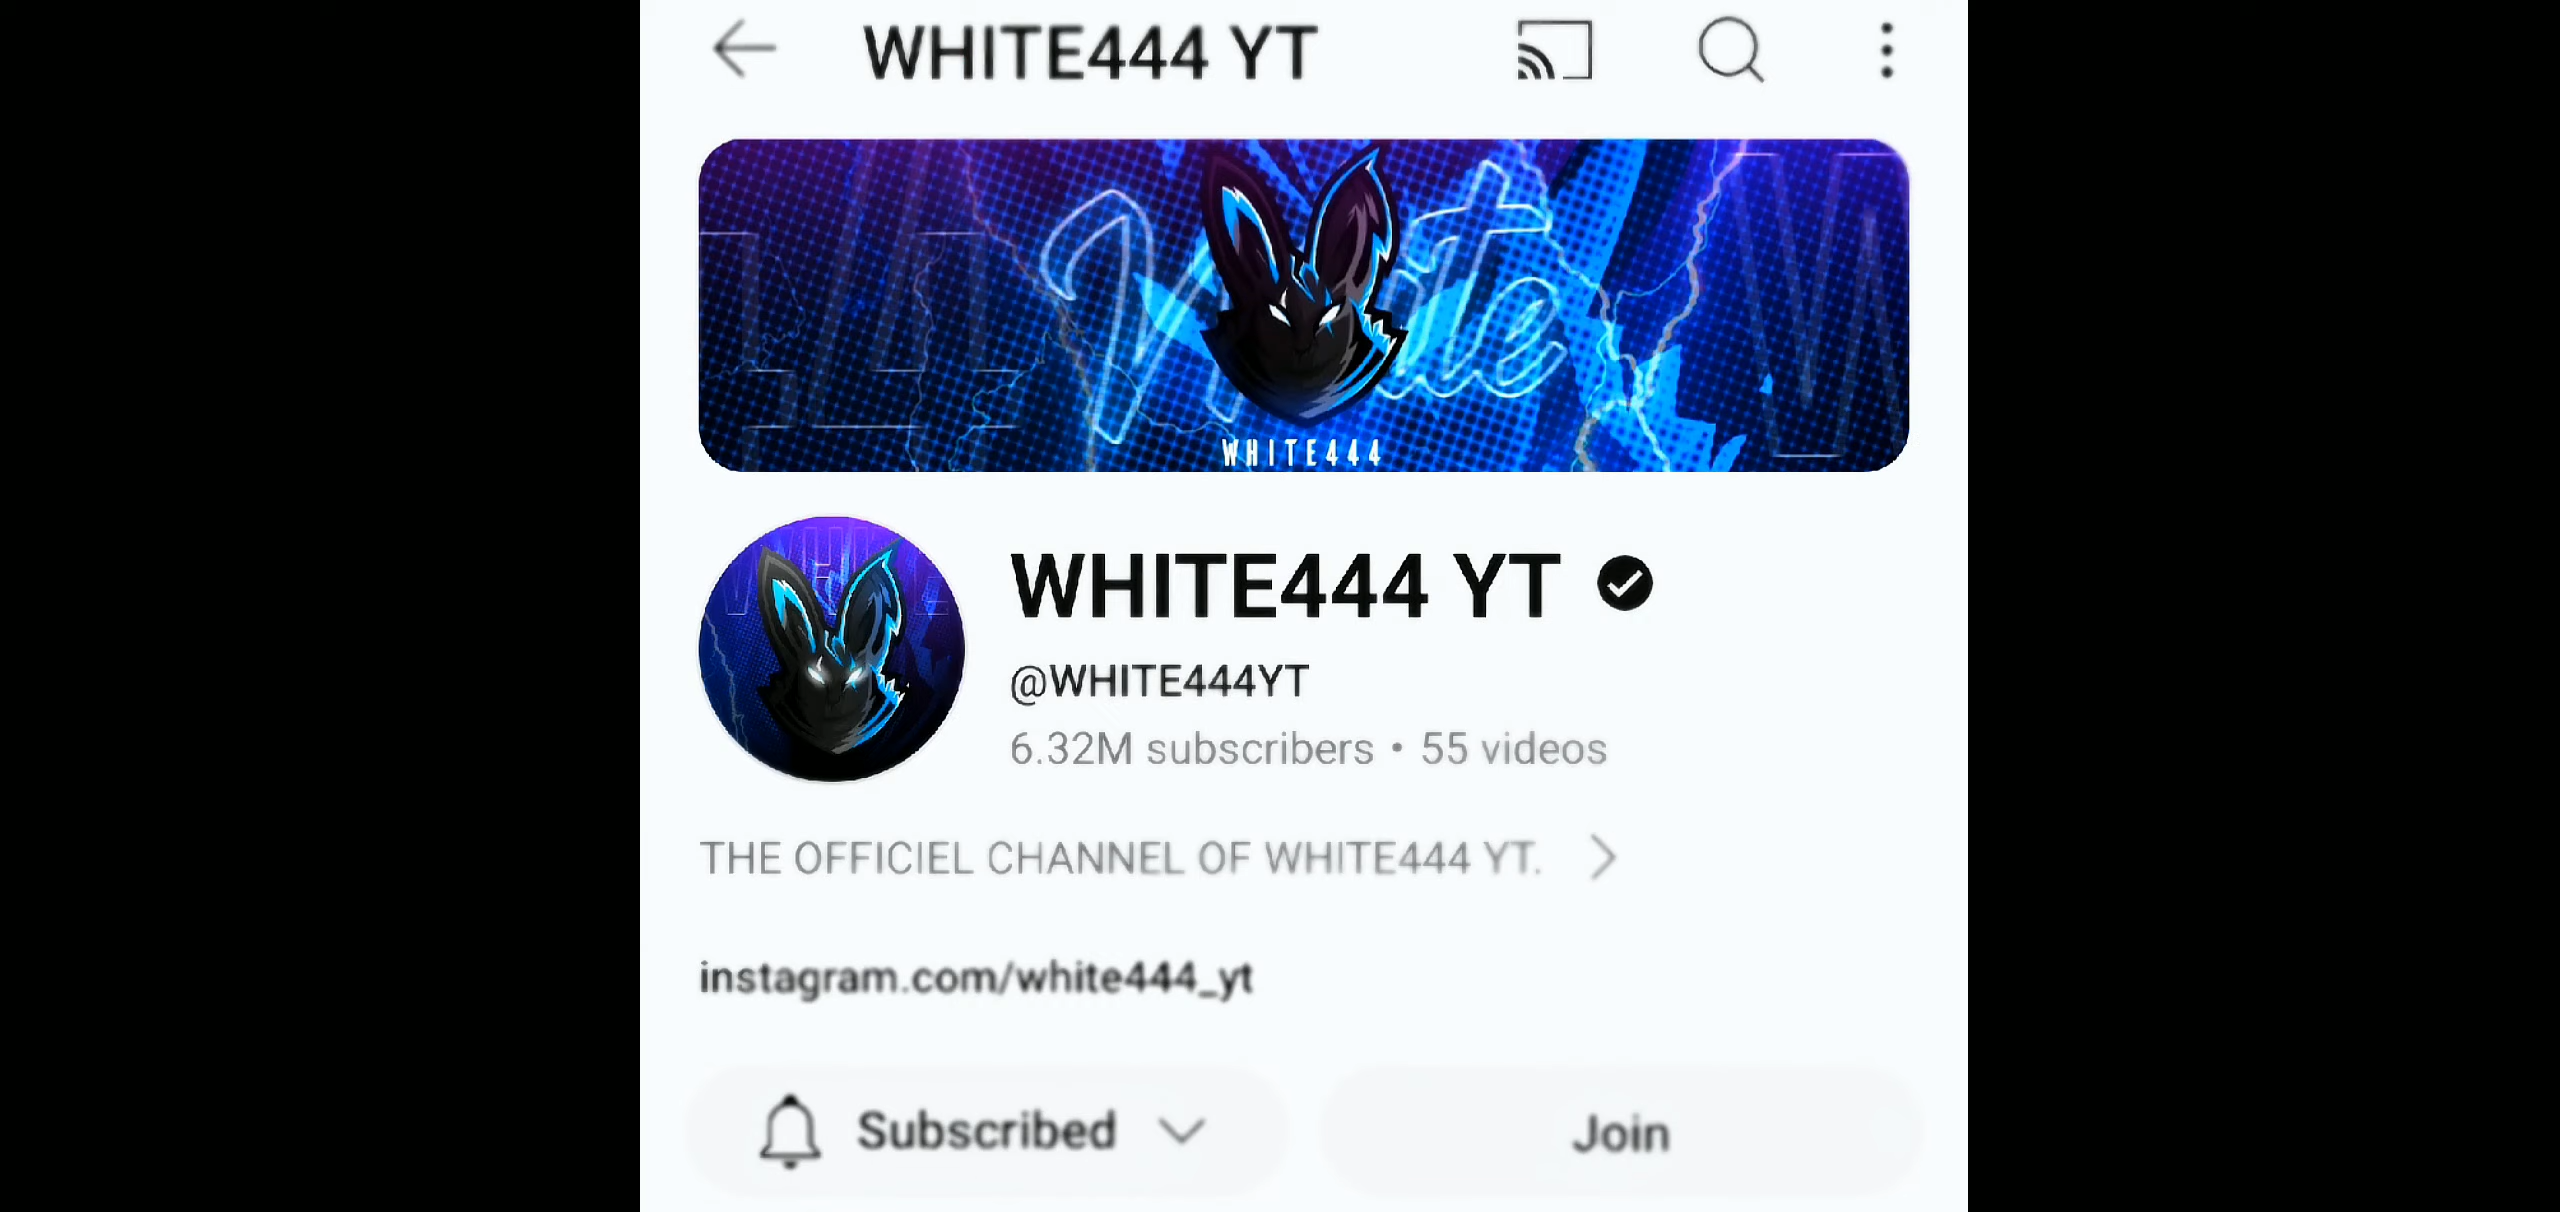 WHITE444 YT
White
WHITE444
WHITE444 YT
@WHITE444YT
6.32M subscribers • 55 videos
THE OFFICIEL CHANNEL OF WHITE444 YT.
instagram.com/white444_yt
Subscribed
Join